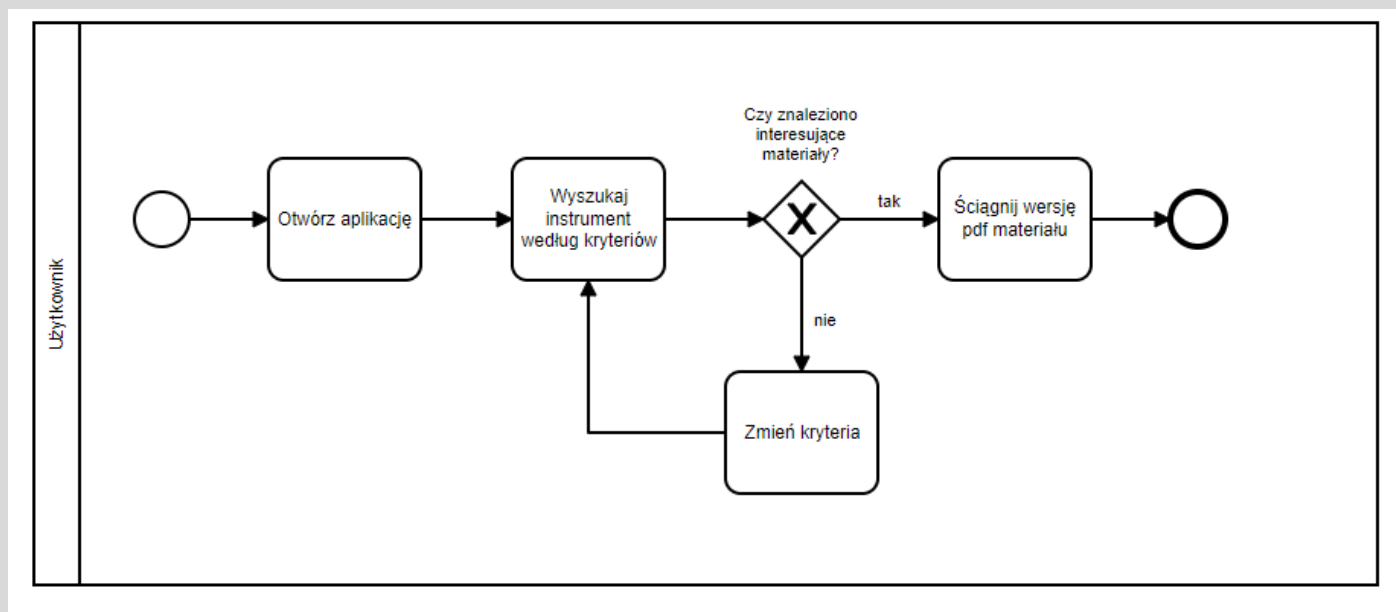 Użytkownik
Otwórz aplikację
Wyszukaj
instrument
według kryteriów
Czy znaleziono
interesujące
materiały?
tak
Ściągnij wersję
pdf materiału
nie
Zmień kryteria